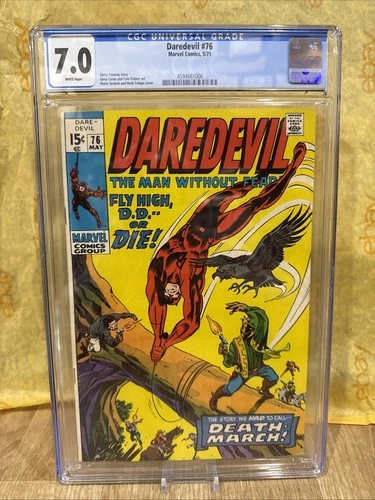 CGC UNIVERSAL GRADE
7.0
WHITE Pages
Daredevil #76
Marvel Comics, 5/71
Gerry Conway story
Gene Colan and Tom Palmer art
Marie Severin and Herb Trimpe cover
4594661006
DARE-
DEVIL
15¢
76
MAY
MARVEL
COMICS
GROUP
DAREDEVIL
THE MAN WITHOUT FEAR!
FLY HIGH,
D.D.--
OR
DIE!
THE STORY WE HAD TO CALL--
DEATH-
MARCH!